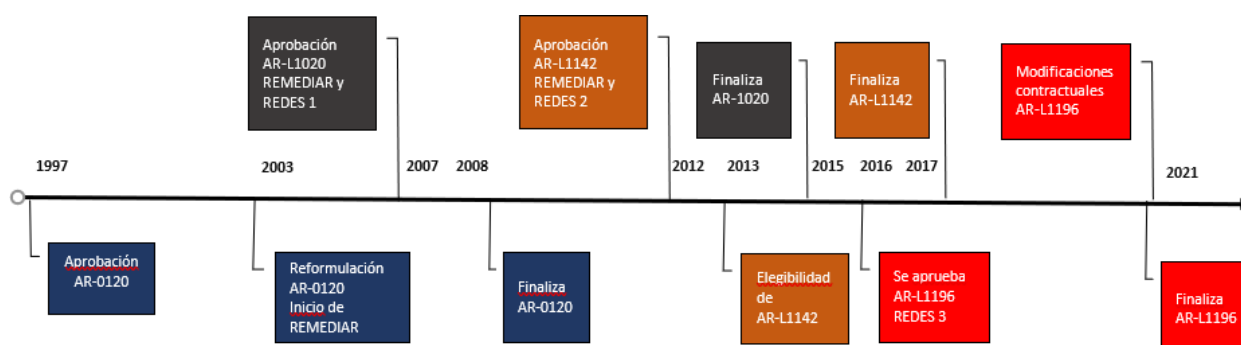 Aprobación
AR-L1020
REMEDIAR y
REDES 1
Aprobación
AR-L1142
REMEDIAR y
REDES 2
Finaliza
AR-1020
Finaliza
AR-L1142
Modificaciones
contractuales
AR-L1196
1997
2003
2007
2008
2012
2013
2015
2016
2017
2021
Aprobación
AR-0120
Reformulación
AR-0120
Inicio de
REMEDIAR
Finaliza
AR-0120
Elegibilidad
de
AR-L1142
Se aprueba
AR-L1196
REDES 3
Finaliza
AR-L1196